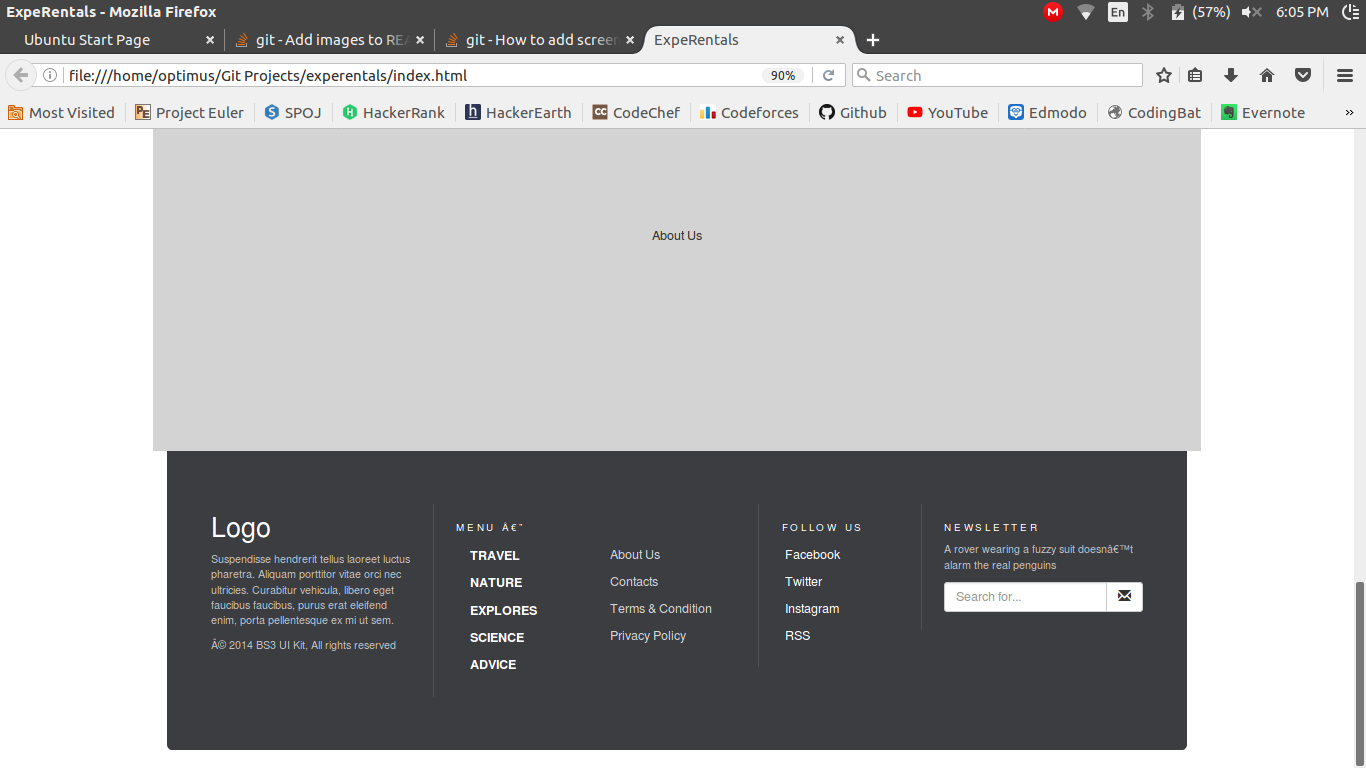 ExpeRentals - Mozilla Firefox
En
(57%)
6:05 PM
Ubuntu Start Page
git - Add images to REA
git - How to add screen
ExpeRentals
file:///home/optimus/Git Projects/experentals/index.html
90%
Search
Most Visited
Project Euler
SPOJ
HackerRank
HackerEarth
CodeChef
Codeforces
Github
YouTube
Edmodo
CodingBat
Evernote
About Us
Logo
Suspendisse hendrerit tellus laoreet luctus
pharetra. Aliquam porttitor vitae orci nec
ultricies. Curabitur vehicula, libero eget
faucibus faucibus, purus erat eleifend
enim, porta pellentesque ex mi ut sem.
Â© 2014 BS3 UI Kit, All rights reserved
MENU â€”
TRAVEL
NATURE
EXPLORES
SCIENCE
ADVICE
About Us
Contacts
Terms & Condition
Privacy Policy
FOLLOW US
Facebook
Twitter
Instagram
RSS
NEWSLETTER
A rover wearing a fuzzy suit doesnâ€™t
alarm the real penguins
Search for...